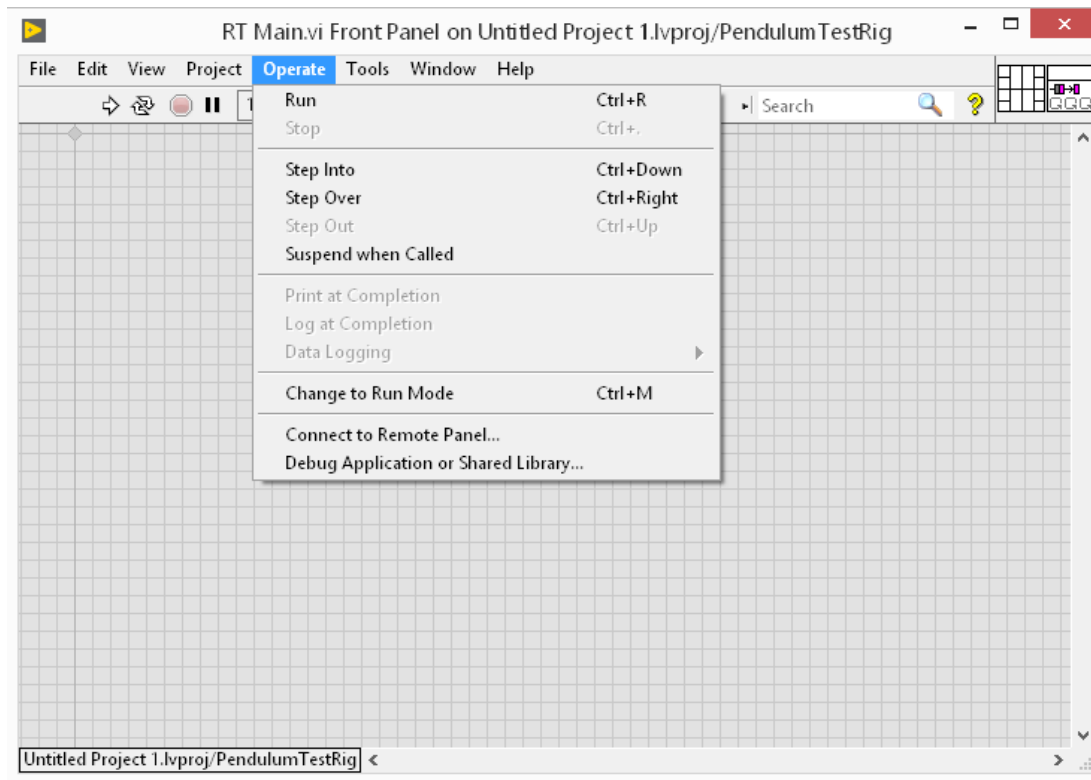 RT Main.vi Front Panel on Untitled Project 1.lvproj/PendulumTestRig
File Edit View Project Operate Tools Window Help
Search
Run Ctrl+R
Stop Ctrl+.
Step Into Ctrl+Down
Step Over Ctrl+Right
Step Out Ctrl+Up
Suspend when Called
Print at Completion
Log at Completion
Data Logging
Change to Run Mode Ctrl+M
Connect to Remote Panel...
Debug Application or Shared Library...
Untitled Project 1.lvproj/PendulumTestRig